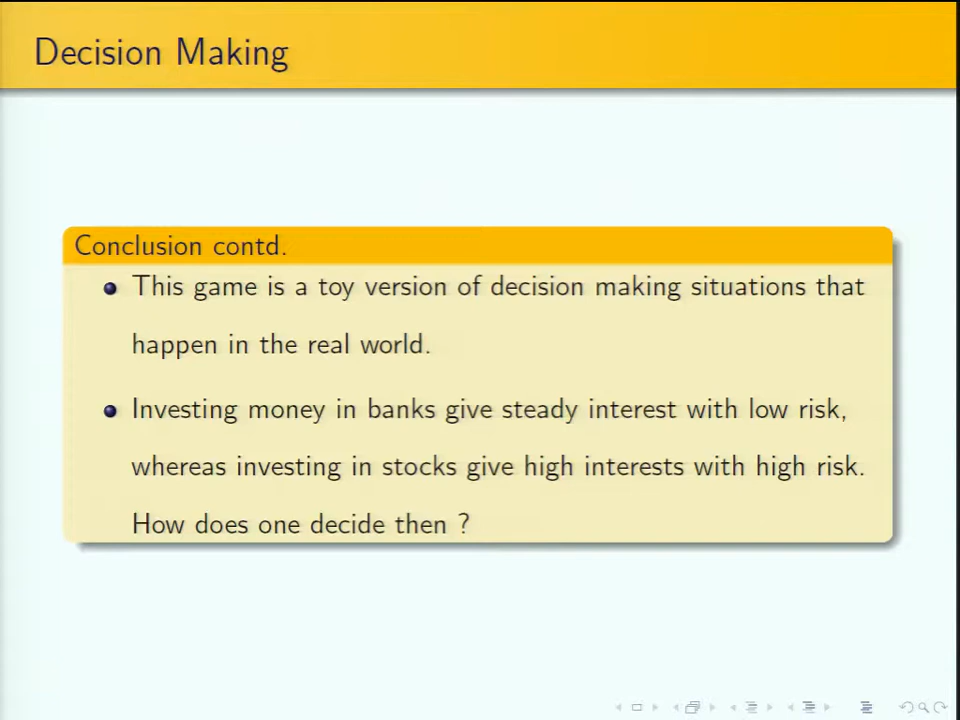 Decision Making
Conclusion contd.
This game is a toy version of decision making situations that
happen in the real world.
Investing money in banks give steady interest with low risk,
whereas investing in stocks give high interests with high risk.
How does one decide then ?